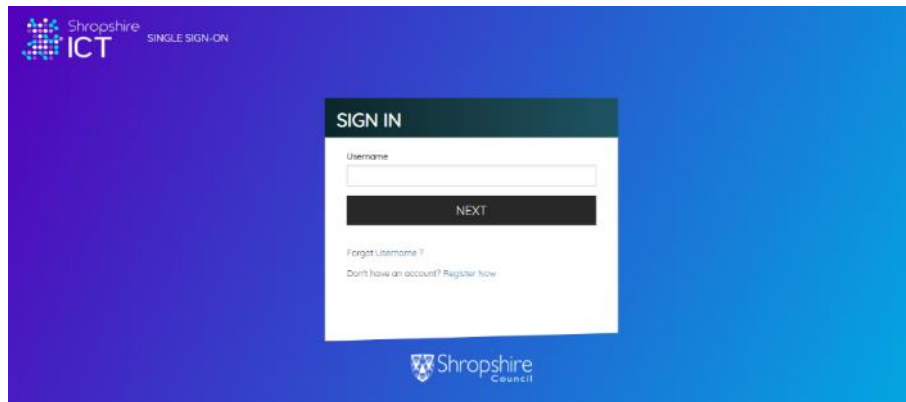 Shropshire
ICT SINGLE SIGN-ON
SIGN IN
Username
NEXT
Forgot Username ?
Don't have an account? Register Now
Shropshire
Council